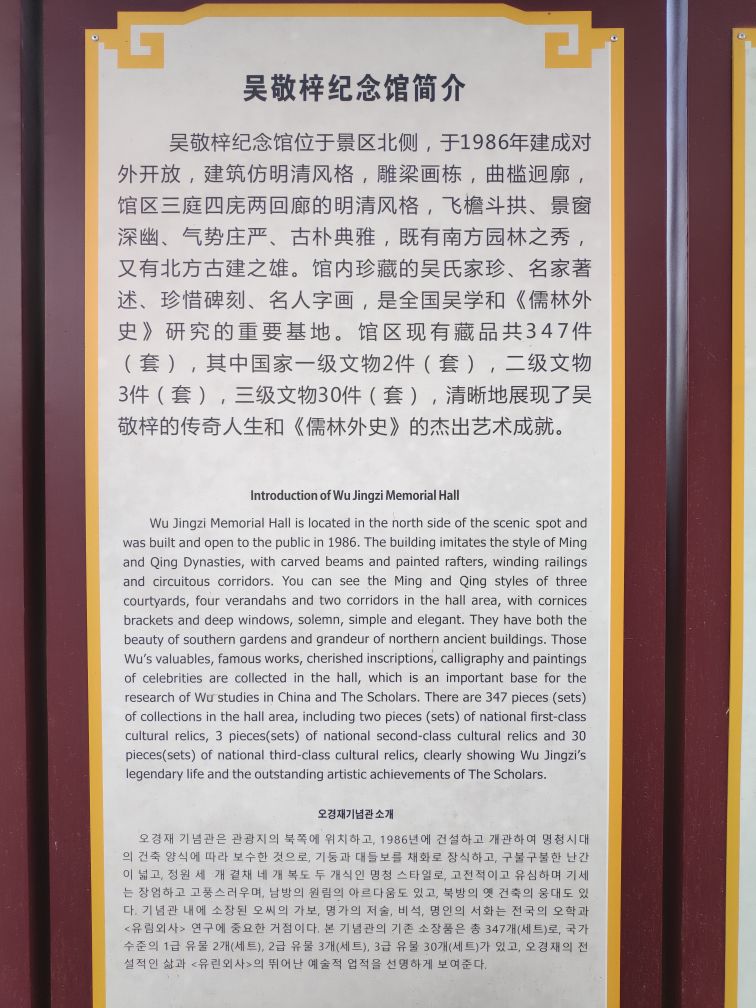 吴敬梓纪念馆简介
吴敬梓纪念馆位于景区北侧，于1986年建成对
外开放，建筑仿明清风格，雕梁画栋，曲槛迥廓，
馆区三庭四庑两回廊的明清风格，飞檐斗拱、景窗
深幽、气势庄严、古朴典雅，既有南方园林之秀，
又有北方古建之雄。馆内珍藏的吴氏家珍、名家著
述、珍惜碑刻、名人字画，是全国吴学和《儒林外
史》研究的重要基地。馆区现有藏品共347件
（套），其中国家一级文物2件（套），二级文物
3件（套），三级文物30件（套），清晰地展现了吴
敬梓的传奇人生和《儒林外史》的杰出艺术成就。
Introduction of Wu Jingzi Memorial Hall
Wu Jingzi Memorial Hall is located in the north side of the scenic spot and
was built and open to the public in 1986. The building imitates the style of Ming
and Qing Dynasties, with carved beams and painted rafters, winding railings
and circuitous corridors. You can see the Ming and Qing styles of three
courtyards, four verandahs and two corridors in the hall area, with cornices
brackets and deep windows, solemn, simple and elegant. They have both the
beauty of southern gardens and grandeur of northern ancient buildings. Those
Wu's valuables, famous works, cherished inscriptions, calligraphy and paintings
of celebrities are collected in the hall, which is an important base for the
research of Wu studies in China and The Scholars. There are 347 pieces (sets)
of collections in the hall area, including two pieces (sets) of national first-class
cultural relics, 3 pieces(sets) of national second-class cultural relics and 30
pieces(sets) of national third-class cultural relics, clearly showing Wu Jingzi's
legendary life and the outstanding artistic achievements of The Scholars.
오경재기념관 소개
오경재 기념관은 관광지의 북쪽에 위치하고, 1986년에 건설하고 개관하여 명청시대
의 건축 양식에 따라 보수한 것으로, 기둥과 대들보를 채화로 장식하고, 구불구불한 난간
이 넓고, 정원 세 개 곁채 네 개 복도 두 개식인 명청 스타일로, 고전적이고 유심하며 기세
는 장엄하고 고풍스러우며, 남방의 원림의 아르다움도 있고, 북방의 옛 건축의 웅대도 있
다. 기념관 내에 소장된 오씨의 가보, 명가의 저술, 비석, 명인의 서화는 전국의 오학과
<유림외사> 연구에 중요한 거점이다. 본 기념관의 기존 소장품은 총 347개(세트)로, 국가
수준의 1급 유물 2개(세트), 2급 유물 3개(세트), 3급 유물 30개(세트)가 있고, 오경재의 전
설적인 삶과 <유린외사>의 뛰어난 예술적 업적을 선명하게 보여준다.